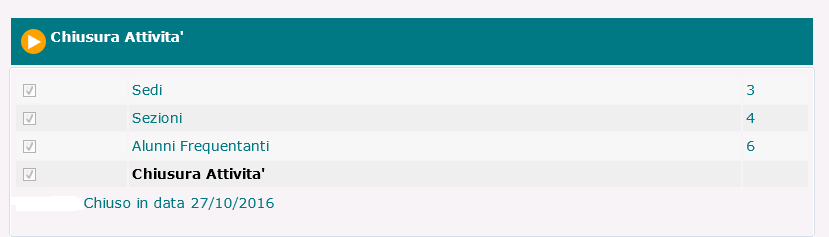 Chiusura Attivita'
Sedi 3
Sezioni 4
Alunni Frequentanti 6
Chiusura Attivita'
Chiuso in data 27/10/2016